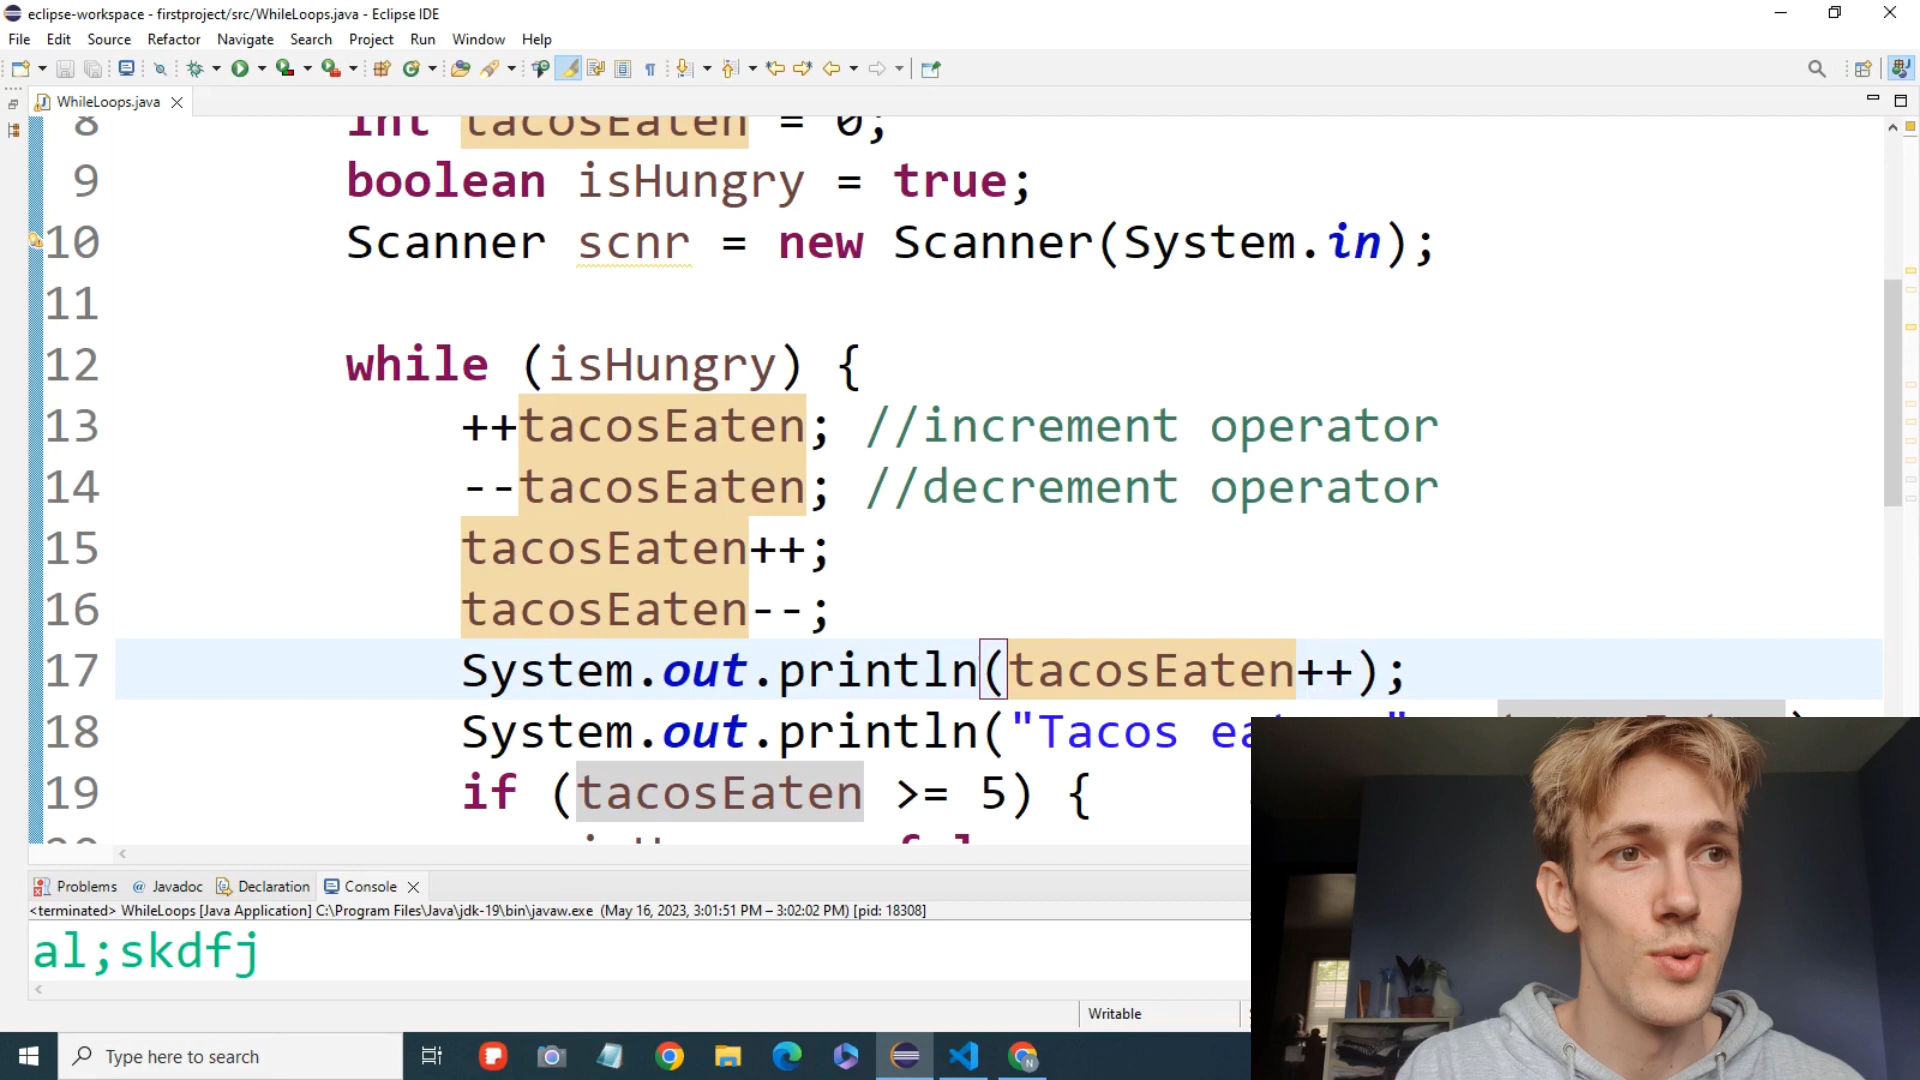 eclipse-workspace - firstproject/src/WhileLoops.java - Eclipse IDE
File Edit Source Refactor Navigate Search Project Run Window Help
WhileLoops.java
8 int tacosEaten = 0;
9 boolean isHungry = true;
10 Scanner scnr = new Scanner(System.in);
11
12 while (isHungry) {
13 ++tacosEaten; //increment operator
14 --tacosEaten; //decrement operator
15 tacosEaten++;
16 tacosEaten--;
17 System.out.println(tacosEaten++);
18 System.out.println("Tacos
19 if (tacosEaten >= 5) {
Problems @ Javadoc Declaration Console
<terminated> WhileLoops [Java Application] C:\Program Files\Java\jdk-19\bin\javaw.exe (May 16, 2023, 3:01:51 PM – 3:02:02 PM) [pid: 18308]
al;skdfj
Writable
Type here to search